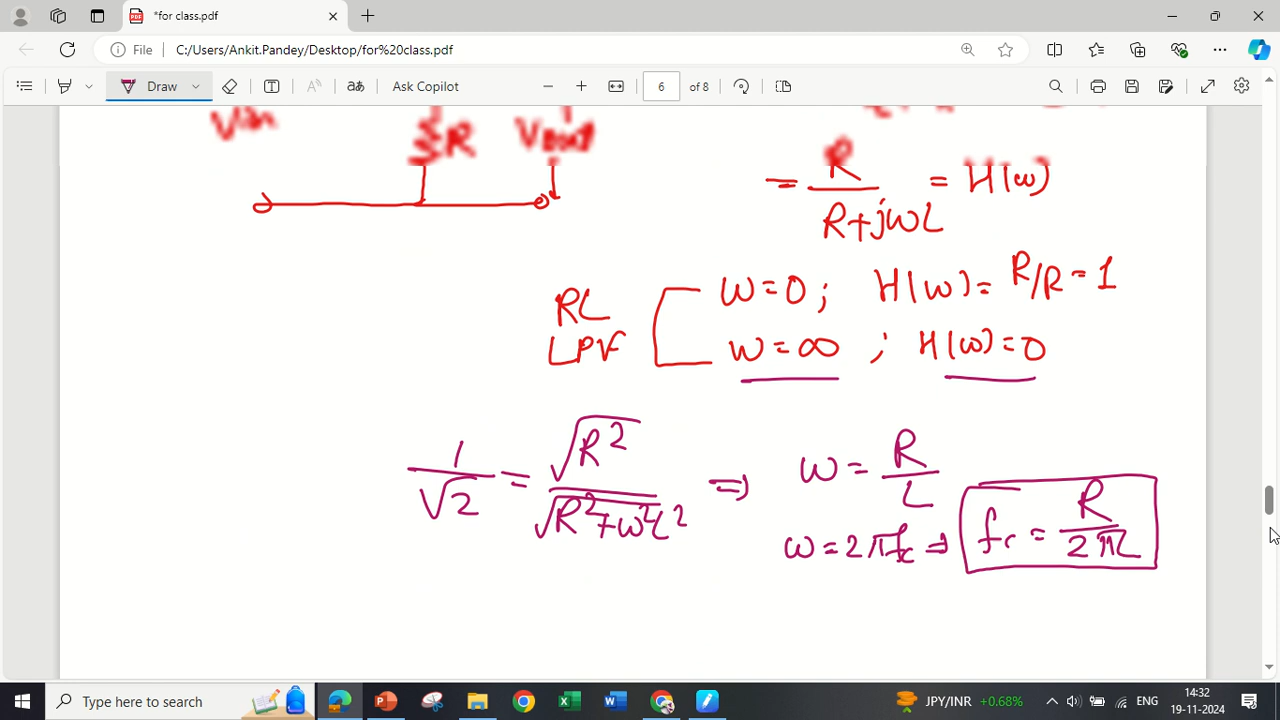 *for class.pdf
File C:/Users/Ankit.Pandey/Desktop/for%20class.pdf
Draw Ask Copilot 6 of 8
Vin R Vout
= R / (R+jωL) = H(ω)
RL LPF
ω=0; H(ω)= R/R=1
ω=∞; H(ω)=0
1/√2 = √R² / √R²+ω²L² ⇒ ω = R/L
ω=2πfc ⇒ fc = R/2πL
Type here to search
JPY/INR +0.68% ENG 14:32
19-11-2024